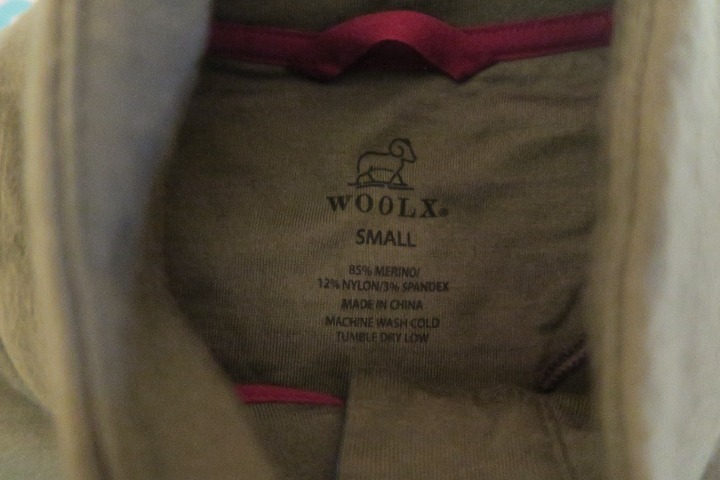 WOOLX®
SMALL
85% MERINO/
12% NYLON/3% SPANDEX
MADE IN CHINA
MACHINE WASH COLD
TUMBLE DRY LOW